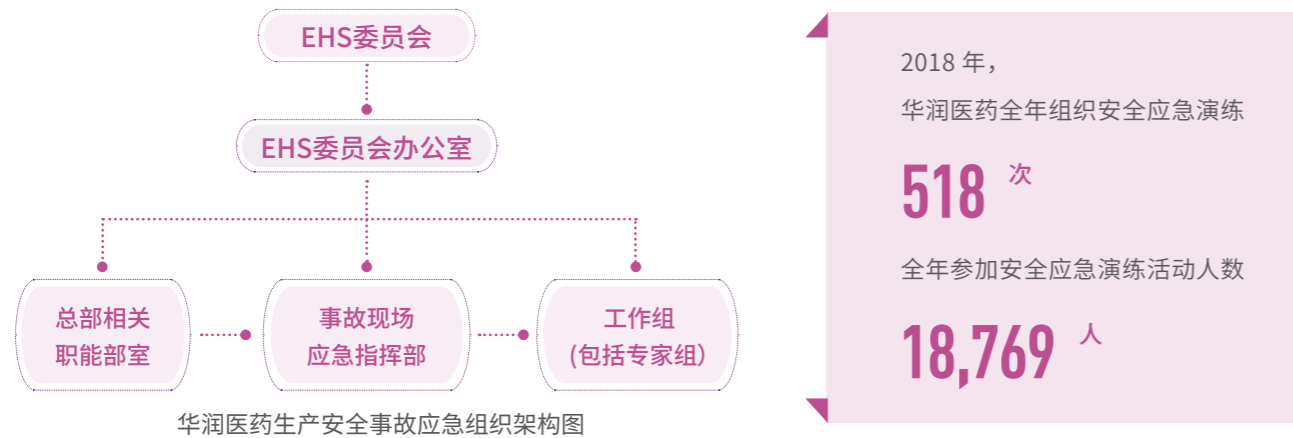 EHS委员会
EHS委员会办公室
总部相关
职能部室
事故现场
应急指挥部
工作组
(包括专家组)
华润医药生产安全事故应急组织架构图
2018 年，
华润医药全年组织安全应急演练
518 次
全年参加安全应急演练活动人数
18,769 人